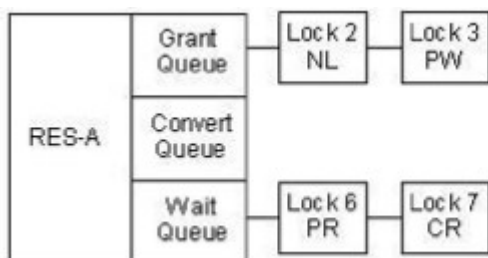 RES-A
Grant
Queue
Lock 2
NL
Lock 3
PW
Convert
Queue
Wait
Queue
Lock 6
PR
Lock 7
CR